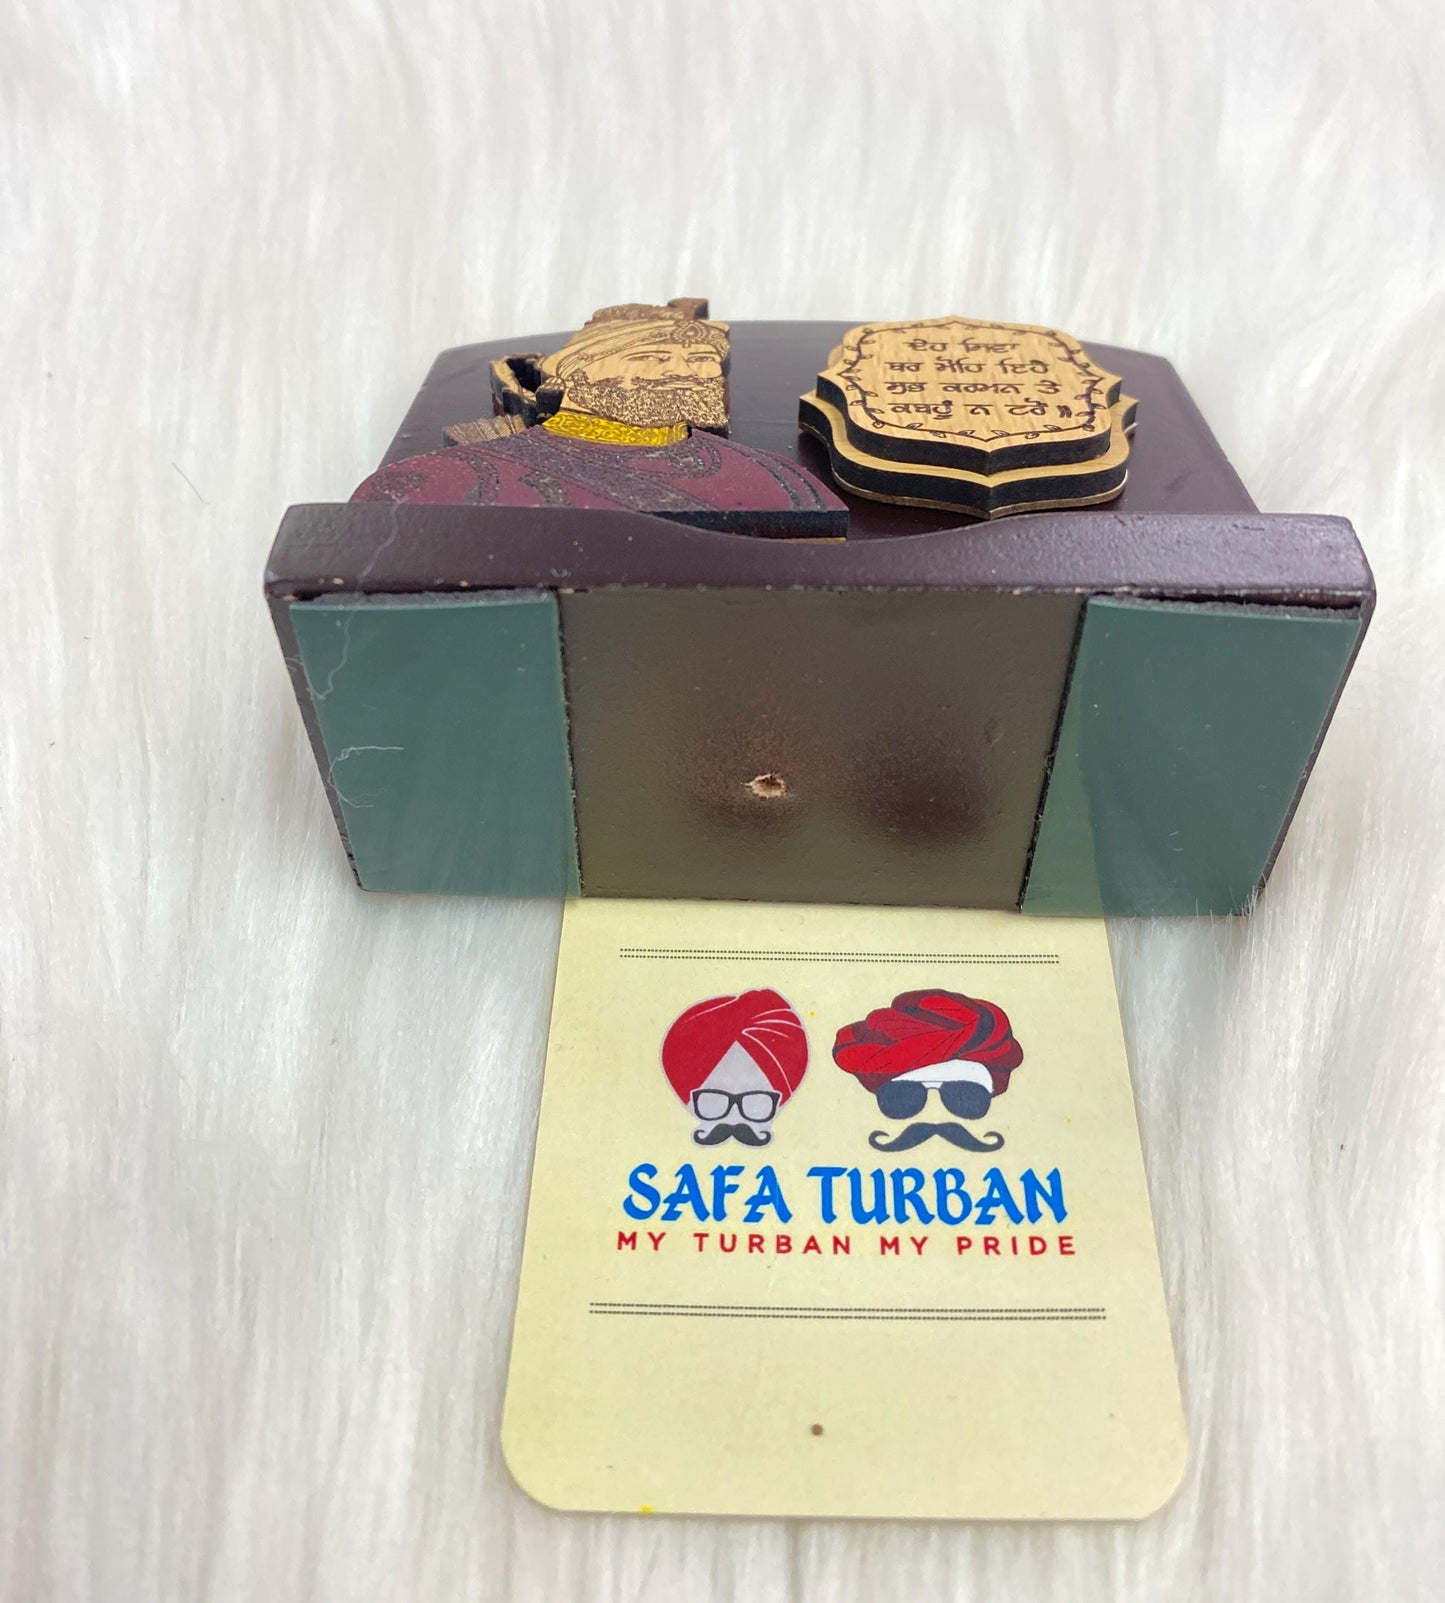 ਦੇਹ ਸਿਵਾ
ਬਰ ਮੋਹਿ ਇਹੈ
ਸੁਭ ਕਰਮਨ ਤੇ
ਕਬਹੂੰ ਨ ਟਰੋਂ॥
SAFA TURBAN
MY TURBAN MY PRIDE